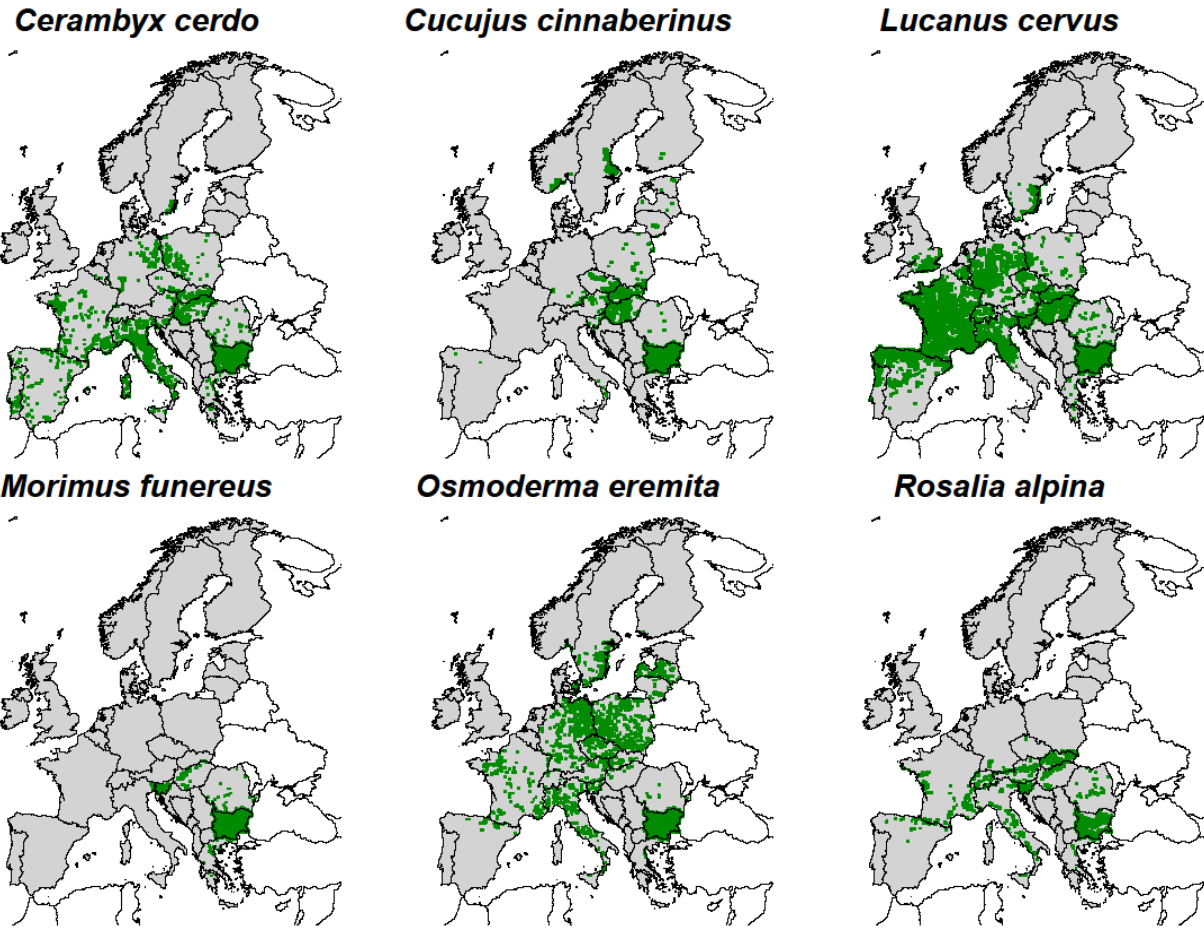 Cerambyx cerdo
Cucujus cinnaberinus
Lucanus cervus
Morimus funereus
Osmoderma eremita
Rosalia alpina